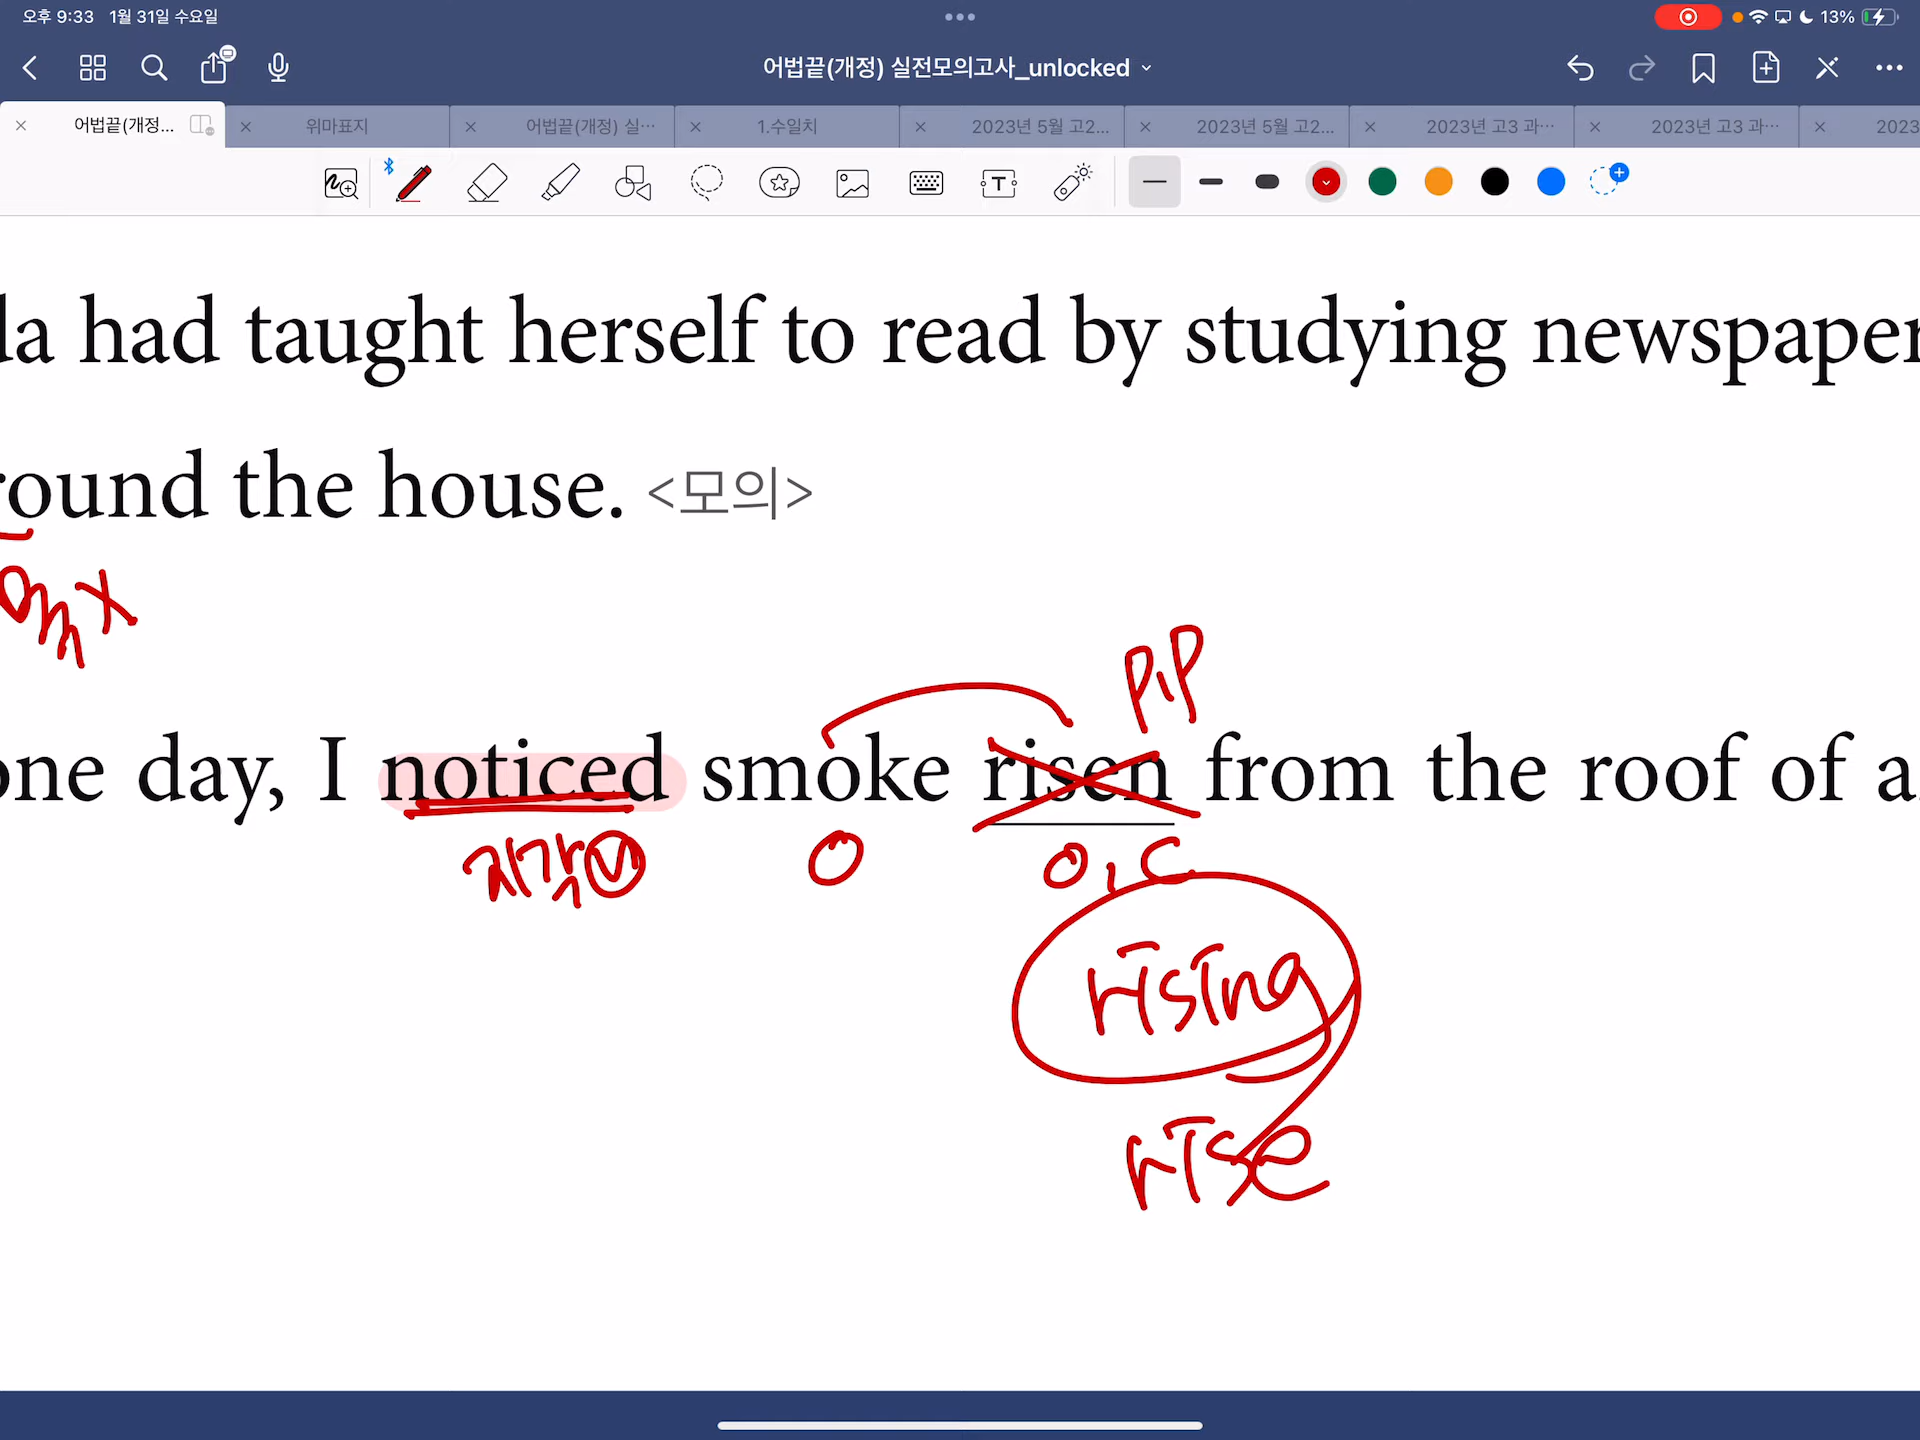 오후 9:33 1월 31일 수요일
13%
어법끝(개정) 실전모의고사_unlocked
어법끝(개정...
위마표지
어법끝(개정) 실…
1.수일치
2023년 5월 고2...
2023년 5월 고2...
2023년 고3 과…
2023년 고3 과…
2023
T
da had taught herself to read by studying newspaper
round the house. <모의>
X
P.P
one day, I noticed smoke risen from the roof of a
지각 V
O
O.C
rising
rise